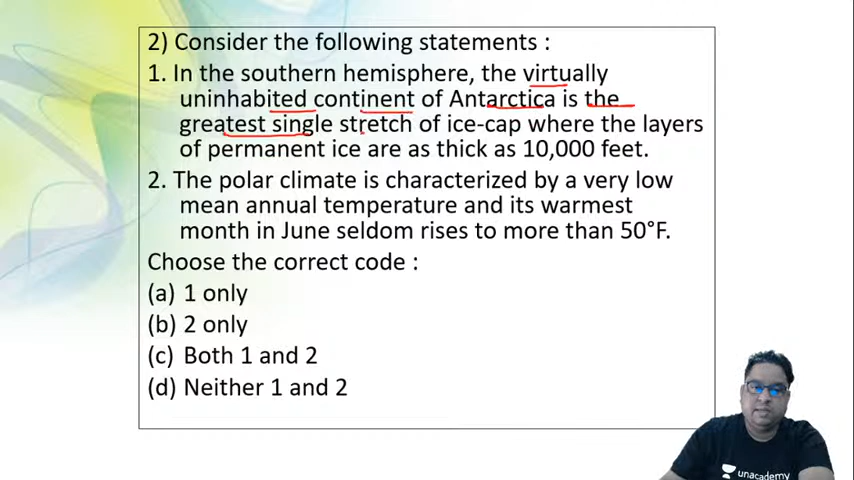 2) Consider the following statements :
1. In the southern hemisphere, the virtually
uninhabited continent of Antarctica is the
greatest single stretch of ice-cap where the layers
of permanent ice are as thick as 10,000 feet.
2. The polar climate is characterized by a very low
mean annual temperature and its warmest
month in June seldom rises to more than 50°F.
Choose the correct code :
(a) 1 only
(b) 2 only
(c) Both 1 and 2
(d) Neither 1 and 2
unacademy